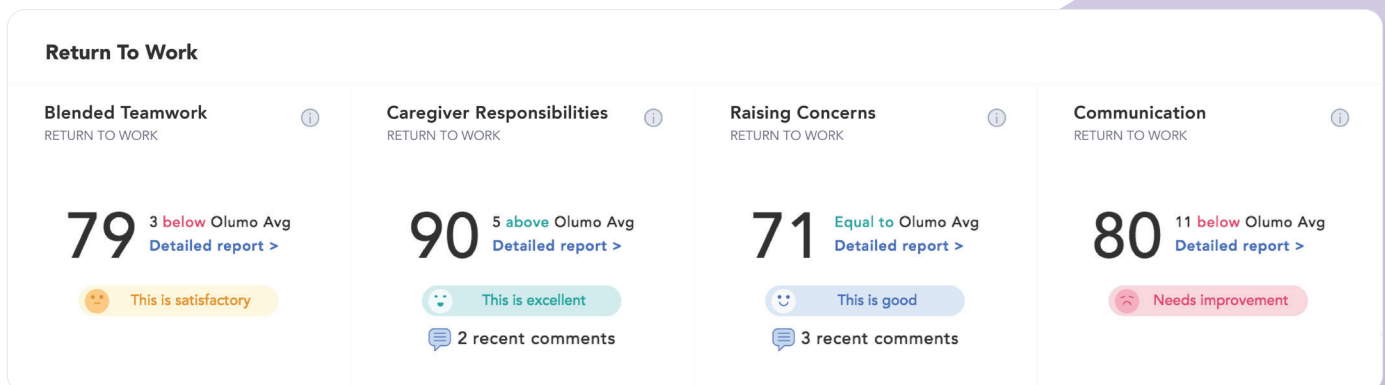 Return To Work
Blended Teamwork
RETURN TO WORK
79
3 below Olumo Avg
Detailed report >
This is satisfactory
Caregiver Responsibilities
RETURN TO WORK
90
5 above Olumo Avg
Detailed report >
This is excellent
2 recent comments
Raising Concerns
RETURN TO WORK
71
Equal to Olumo Avg
Detailed report >
This is good
3 recent comments
Communication
RETURN TO WORK
80
11 below Olumo Avg
Detailed report >
Needs improvement